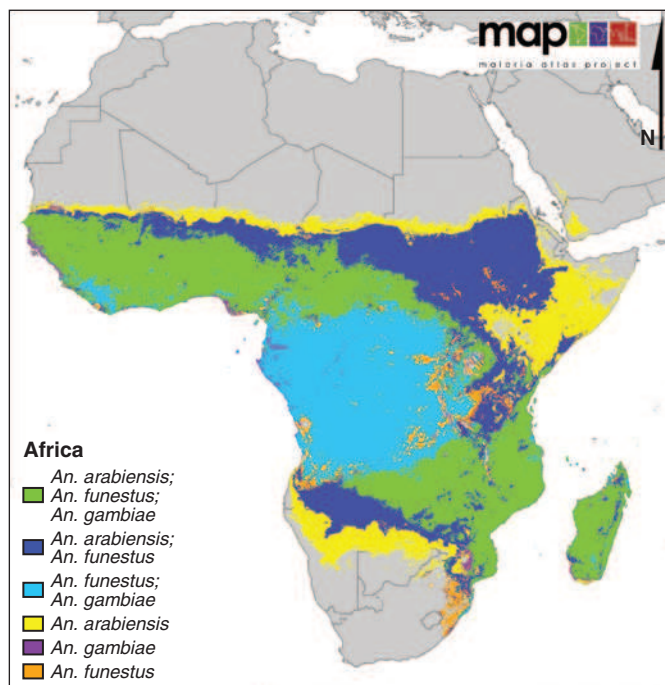 map
malaria atlas project
N
Africa
An. arabiensis;
An. funestus;
An. gambiae
An. arabiensis;
An. funestus
An. funestus;
An. gambiae
An. arabiensis
An. gambiae
An. funestus